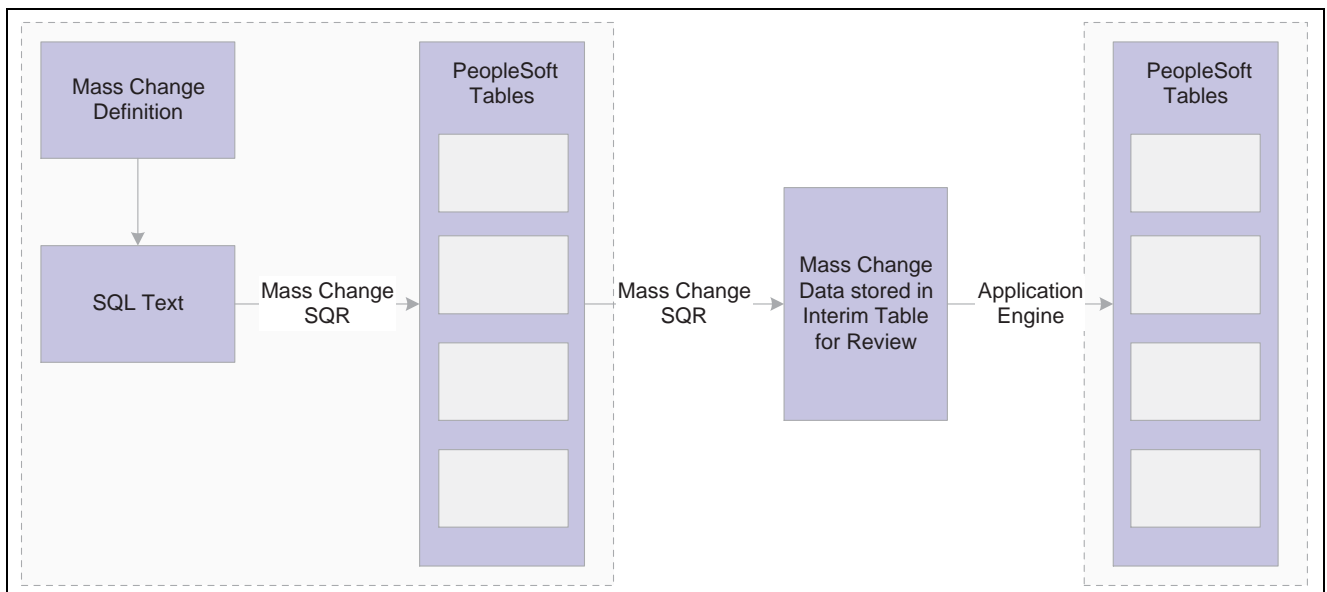 Mass Change
Definition
SQL Text
Mass Change
SQR
PeopleSoft
Tables
Mass Change
SQR
Mass Change
Data stored in
Interim Table
for Review
Application
Engine
PeopleSoft
Tables